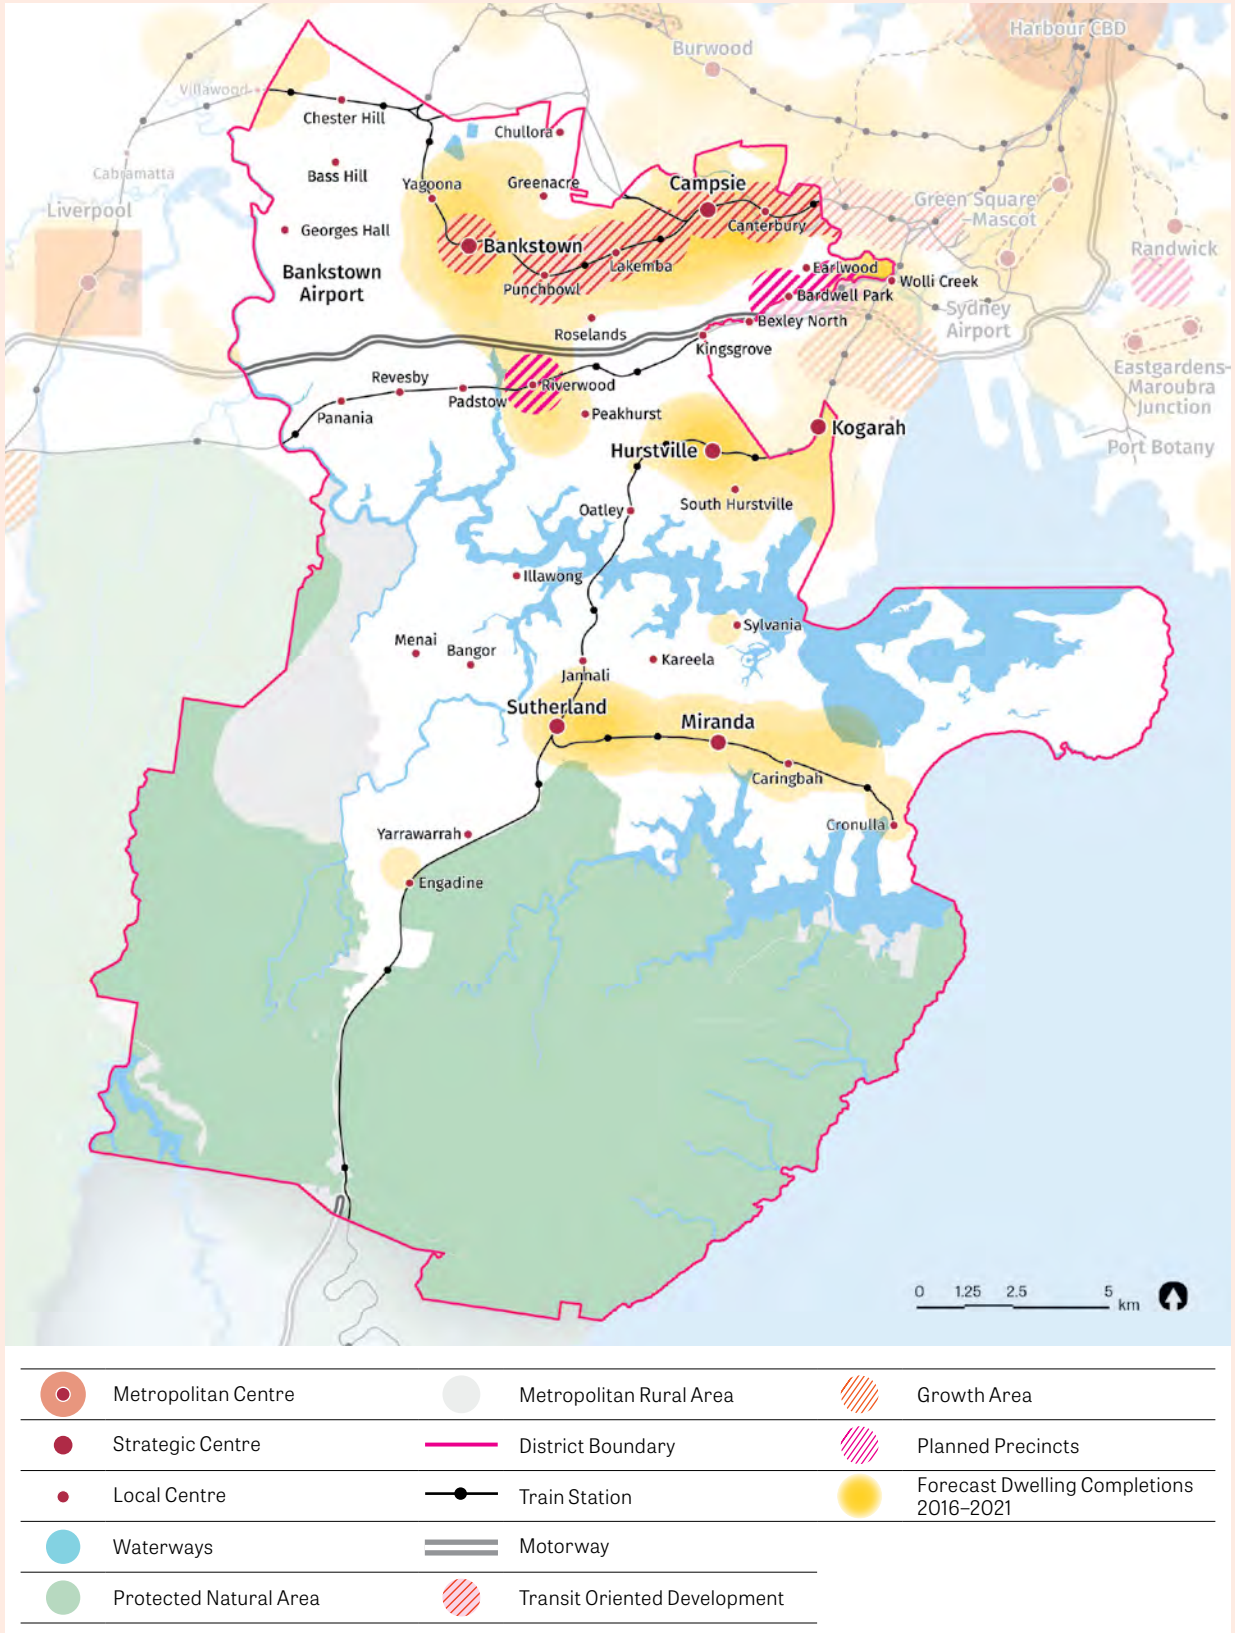 Harbour CBD
Burwood
Villawood
Chester Hill
Chullora
Cabramatta
Bass Hill
Yagoona
Greenacre
Campsie
Liverpool
Green Square
–Mascot
Canterbury
Georges Hall
Bankstown
Randwick
Lakemba
Earlwood
Bankstown
Airport
Punchbowl
Wolli Creek
Bardwell Park
Sydney
Airport
Bexley North
Roselands
Kingsgrove
Eastgardens–
Maroubra
Junction
Revesby
Riverwood
Padstow
Panania
Peakhurst
Kogarah
Port Botany
Hurstville
South Hurstville
Oatley
Illawong
Sylvania
Menai
Bangor
Kareela
Jannali
Sutherland
Miranda
Caringbah
Cronulla
Yarrawarrah
Engadine
0 1.25 2.5 5
km
Metropolitan Centre
Metropolitan Rural Area
Growth Area
Strategic Centre
District Boundary
Planned Precincts
Local Centre
Train Station
Forecast Dwelling Completions
2016–2021
Waterways
Motorway
Protected Natural Area
Transit Oriented Development